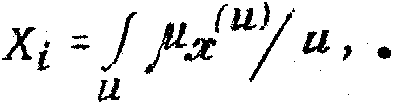 X_i = ∫_u μ_x^(u) / u, .